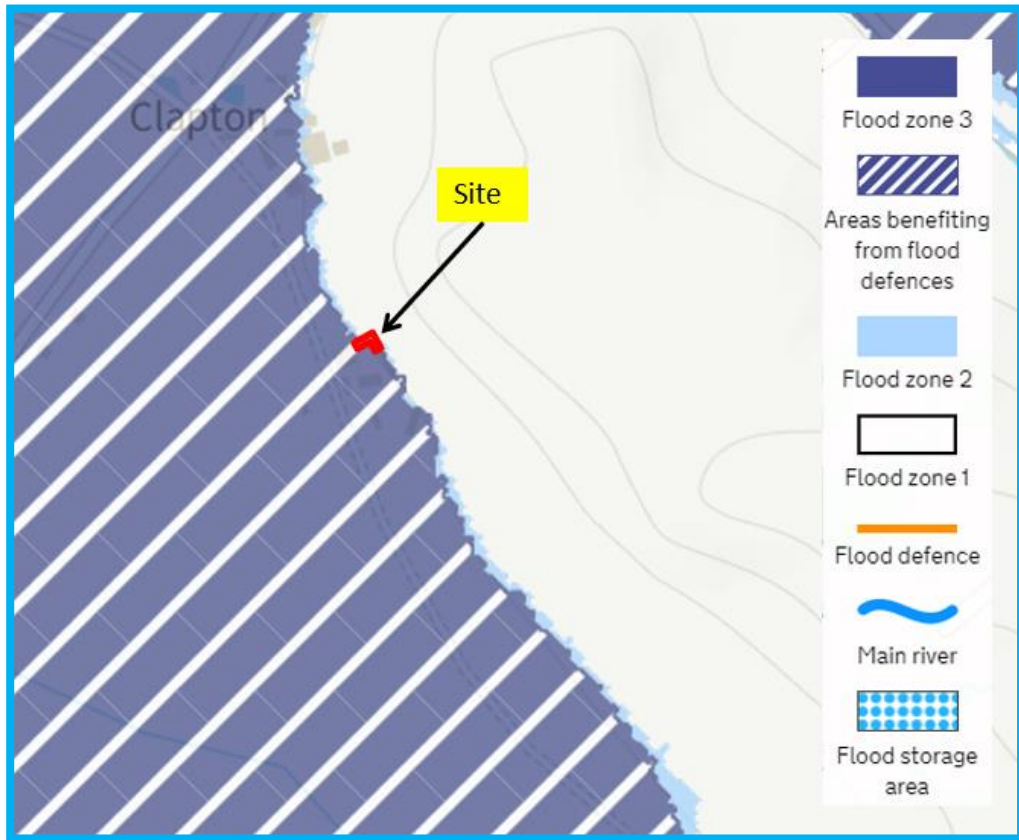 Clapton
Site
Flood zone 3
Areas benefiting
from flood
defences
Flood zone 2
Flood zone 1
Flood defence
Main river
Flood storage
area